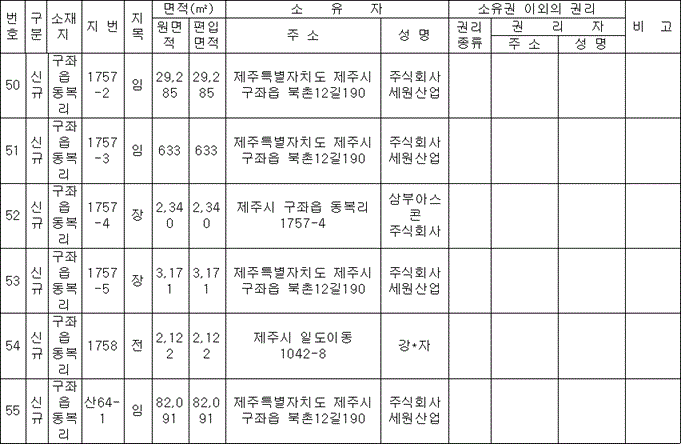 번호 구분 소재지 지 번 지목 면적(㎡) 소 유 자 소유권 이외의 권리 비 고
원면적 편입면적 주 소 성 명 권리종류 권 리 자
주 소 성 명
50 신규 구좌읍 동복리 1757-2 임 29,285 29,285 제주특별자치도 제주시 구좌읍 북촌12길190 주식회사 세원산업
51 신규 구좌읍 동복리 1757-3 임 633 633 제주특별자치도 제주시 구좌읍 북촌12길190 주식회사 세원산업
52 신규 구좌읍 동복리 1757-4 장 2,340 2,340 제주시 구좌읍 동복리 1757-4 삼부아스콘 주식회사
53 신규 구좌읍 동복리 1757-5 장 3,171 3,171 제주특별자치도 제주시 구좌읍 북촌12길190 주식회사 세원산업
54 신규 구좌읍 동복리 1758 전 2,122 2,122 제주시 일도이동 1042-8 강*자
55 신규 구좌읍 동복리 산64-1 임 82,091 82,091 제주특별자치도 제주시 구좌읍 북촌12길190 주식회사 세원산업